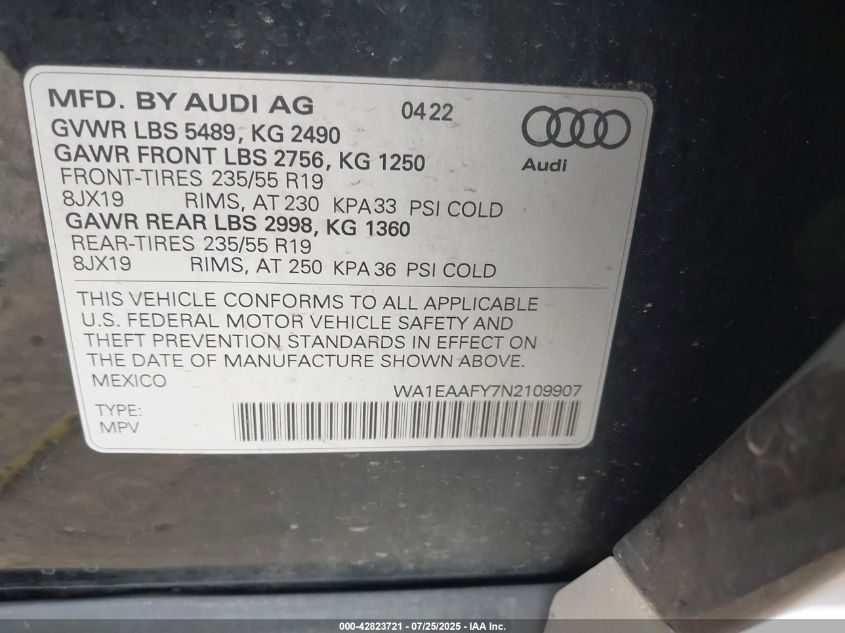 MFD. BY AUDI AG 0422
GVWR LBS 5489, KG 2490
GAWR FRONT LBS 2756, KG 1250
Audi
FRONT-TIRES 235/55 R19
8JX19 RIMS, AT 230 KPA33 PSI COLD
GAWR REAR LBS 2998, KG 1360
REAR-TIRES 235/55 R19
8JX19 RIMS, AT 250 KPA 36 PSI COLD
THIS VEHICLE CONFORMS TO ALL APPLICABLE
U.S. FEDERAL MOTOR VEHICLE SAFETY AND
THEFT PREVENTION STANDARDS IN EFFECT ON
THE DATE OF MANUFACTURE SHOWN ABOVE.
MEXICO WA1EAAFY7N2109907
TYPE:
MPV
000-42823721 - 07/25/2025 - IAA Inc.